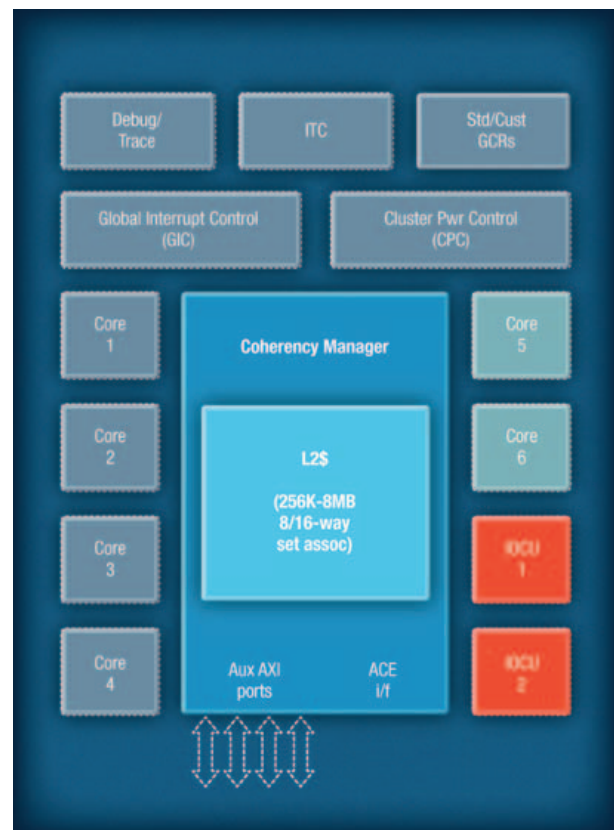 Debug/
Trace
ITC
Std/Cust
GCRs
Global Interrupt Control
(GIC)
Cluster Pwr Control
(CPC)
Core
1
Coherency Manager
Core
5
Core
2
L2$
(256K-8MB
8/16-way
set assoc)
Core
6
Core
3
IOCU
1
Core
4
Aux AXI
ports
ACE
i/f
IOCU
2